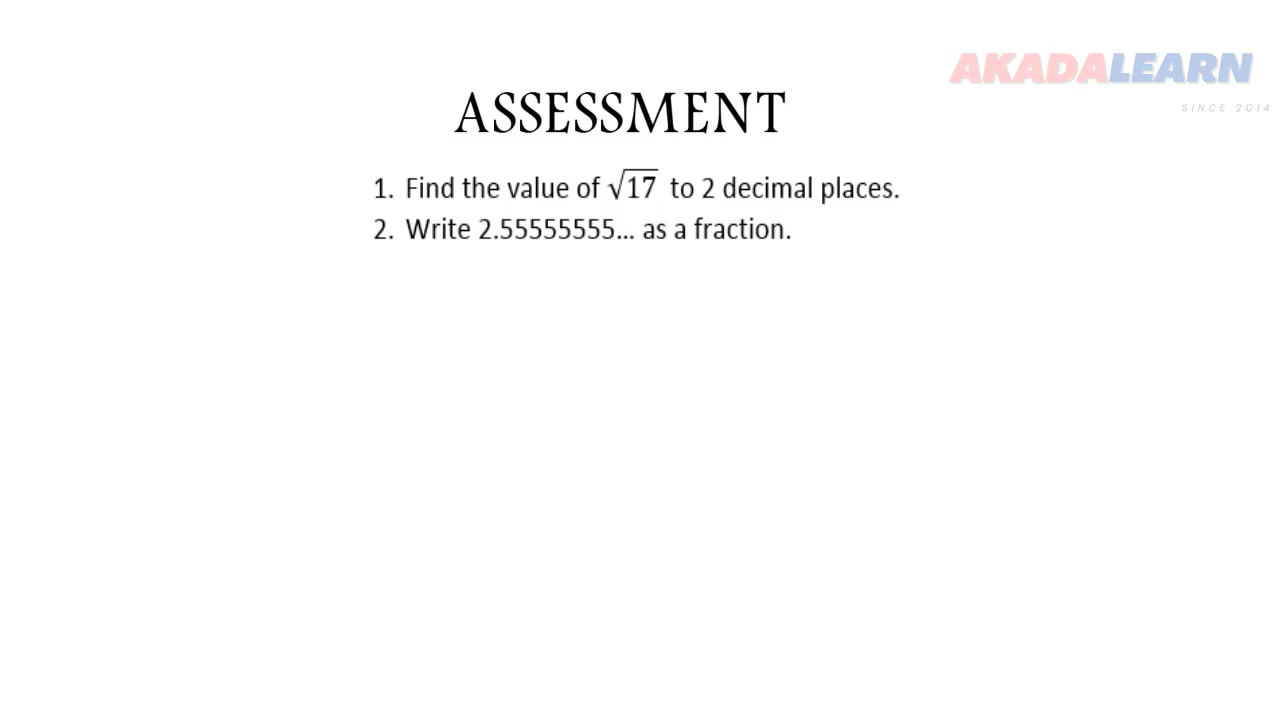 AKADALEARN
SINCE 2014
ASSESSMENT
1. Find the value of √17 to 2 decimal places.
2. Write 2.55555555... as a fraction.